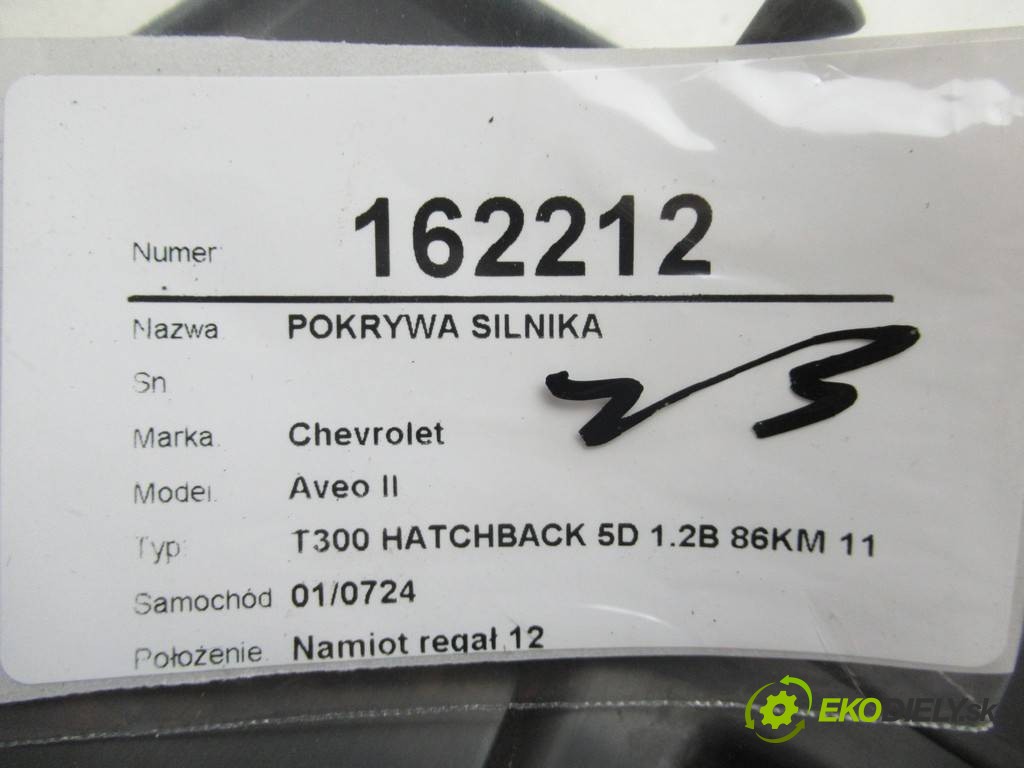 Numer 162212
Nazwa POKRYWA SILNIKA
Sn
Marka Chevrolet
Model Aveo II
Typ T300 HATCHBACK 5D 1.2B 86KM 11
Samochód 01/0724
Położenie Namiot regał 12
EKODIELY.sk